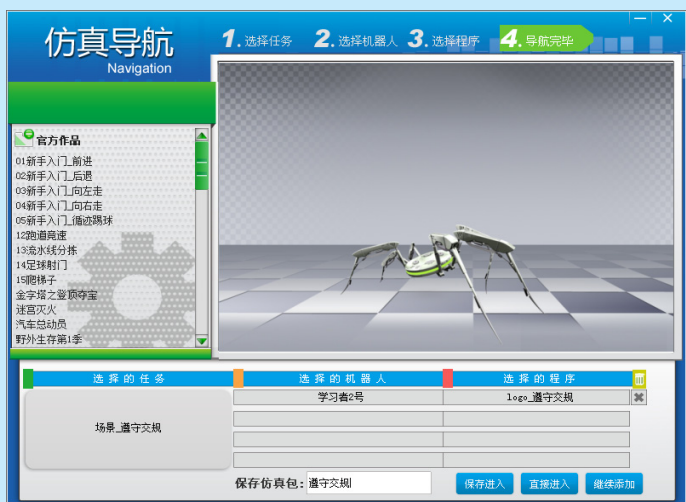 仿真导航
Navigation
1. 选择任务 2. 选择机器人 3. 选择程序 4. 导航完毕
官方作品
01新手入门_前进
02新手入门_后退
03新手入门_向左走
04新手入门_向右走
05新手入门_循迹踢球
12跑道竞速
13流水线分拣
14足球射门
15爬梯子
金字塔之登顶夺宝
迷宫灭火
汽车总动员
野外生存第1季
选择的任务 选择的机器人 选择的程序
学习者2号 logo_遵守交规
场景_遵守交规
保存仿真包: 遵守交规 保存进入 直接进入 继续添加